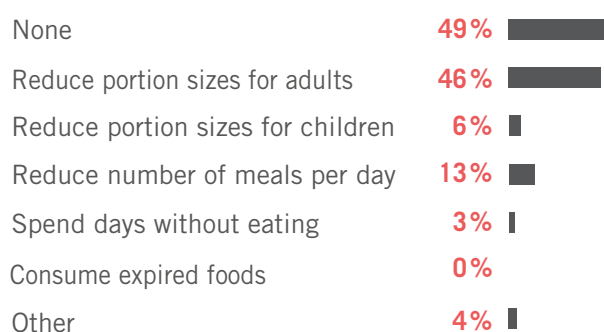 None 49%
Reduce portion sizes for adults 46%
Reduce portion sizes for children 6%
Reduce number of meals per day 13%
Spend days without eating 3%
Consume expired foods 0%
Other 4%